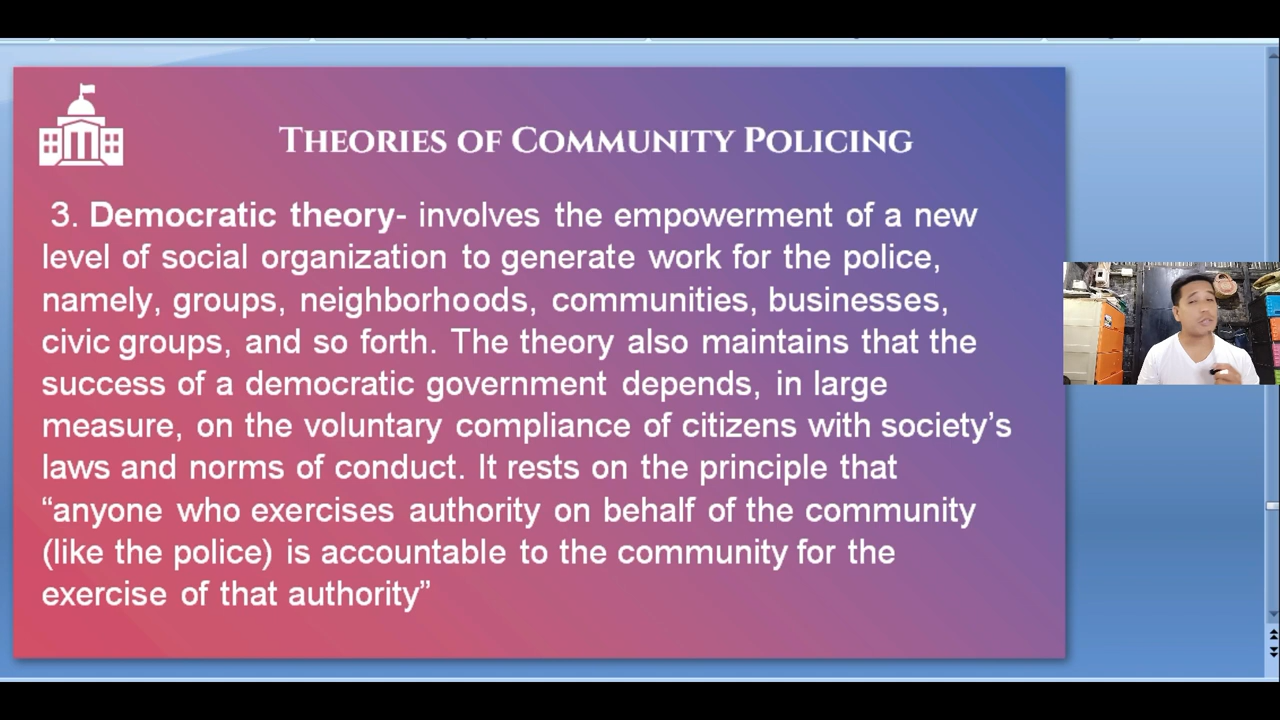 THEORIES OF COMMUNITY POLICING
3. Democratic theory- involves the empowerment of a new
level of social organization to generate work for the police,
namely, groups, neighborhoods, communities, businesses,
civic groups, and so forth. The theory also maintains that the
success of a democratic government depends, in large
measure, on the voluntary compliance of citizens with society’s
laws and norms of conduct. It rests on the principle that
“anyone who exercises authority on behalf of the community
(like the police) is accountable to the community for the
exercise of that authority”